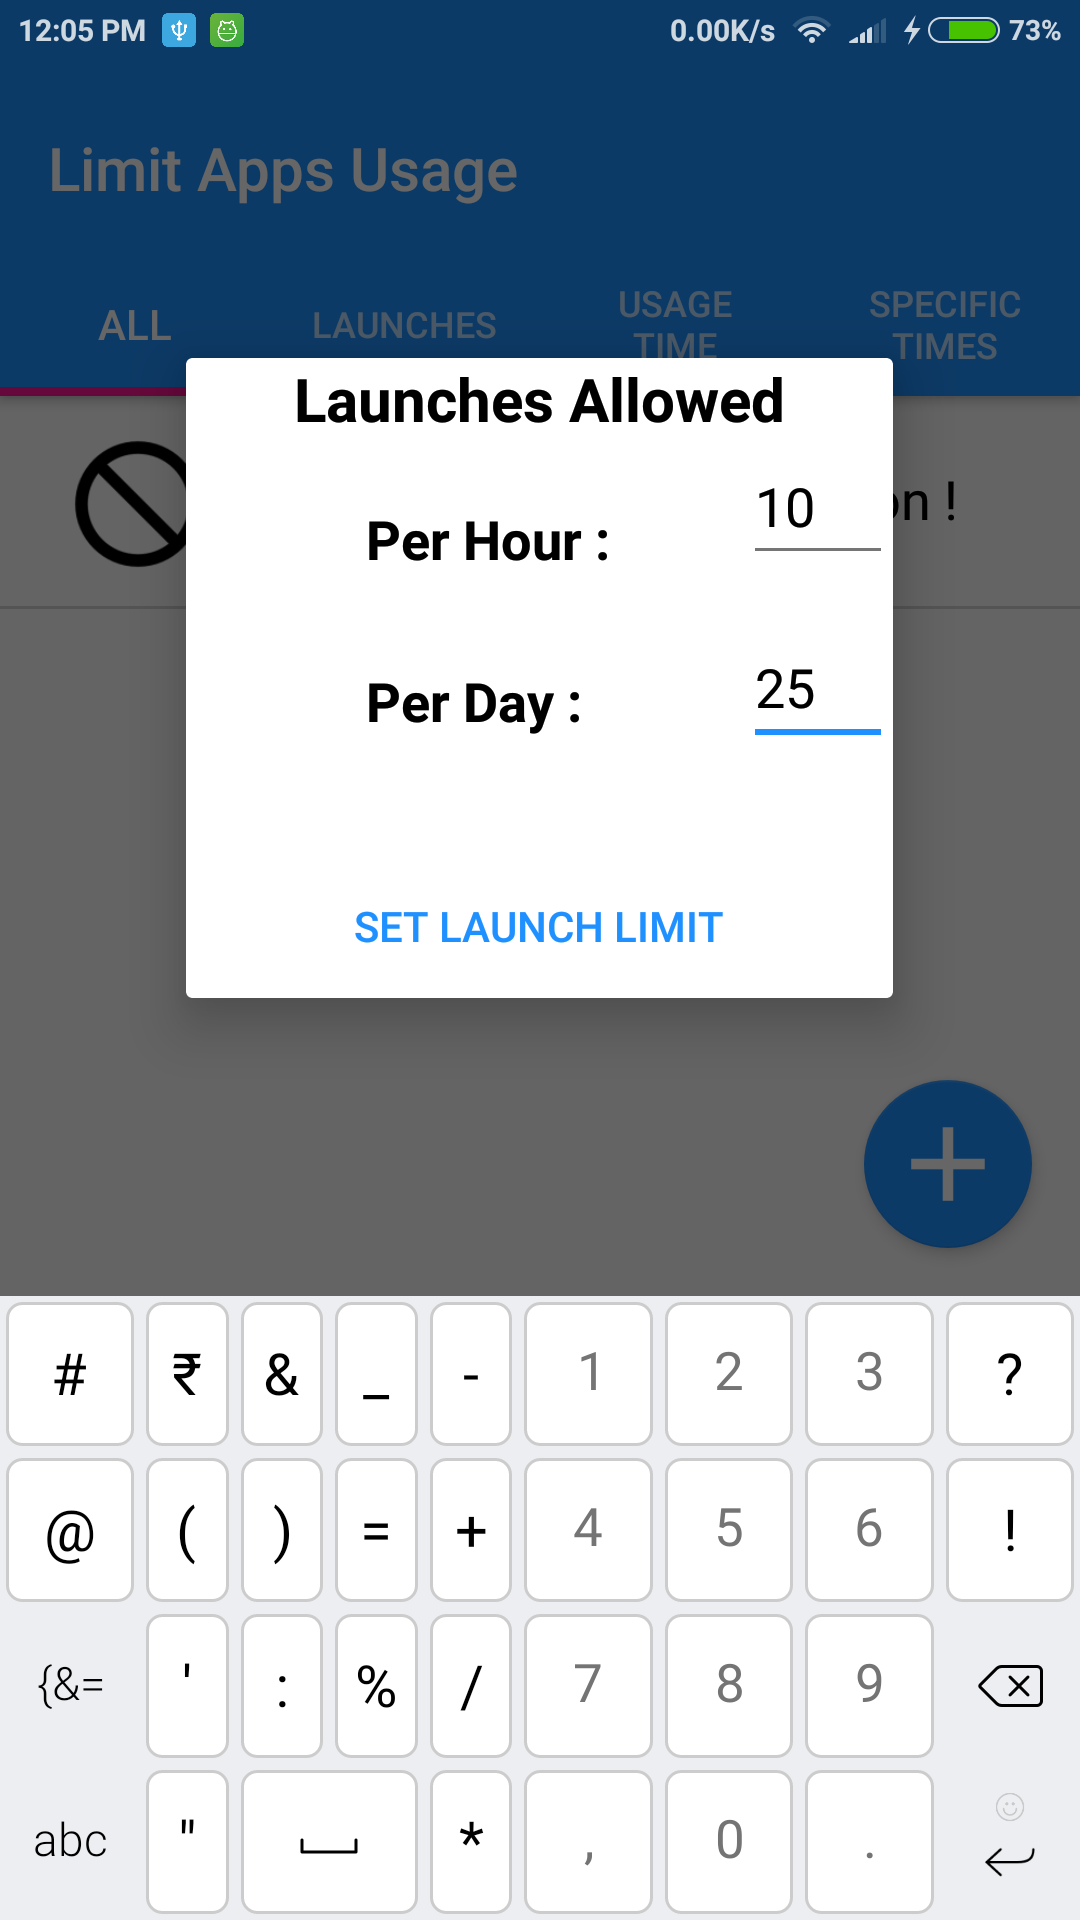 12:05 PM 0.00K/s 73%
Limit Apps Usage
ALL LAUNCHES USAGE TIME SPECIFIC TIMES
Launches Allowed
on !
Per Hour : 10
Per Day : 25
SET LAUNCH LIMIT
# ₹ & _ - 1 2 3 ?
@ ( ) = + 4 5 6 !
{&= ' : % / 7 8 9
abc " * , 0 .